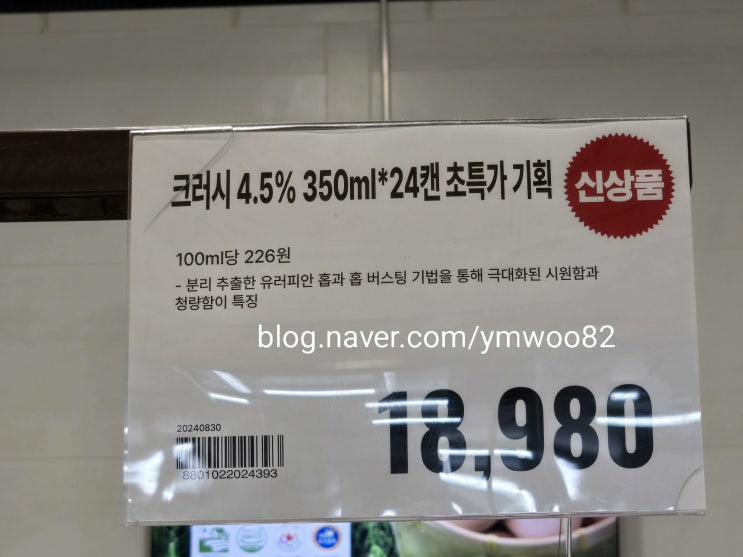 크러시 4.5% 350ml*24캔 초특가 기획
신상품
100ml당 226원
- 분리 추출한 유러피안 홉과 홉 버스팅 기법을 통해 극대화된 시원함과
청량함이 특징
blog.naver.com/ymwoo82
18,980
20240830
8801022024393